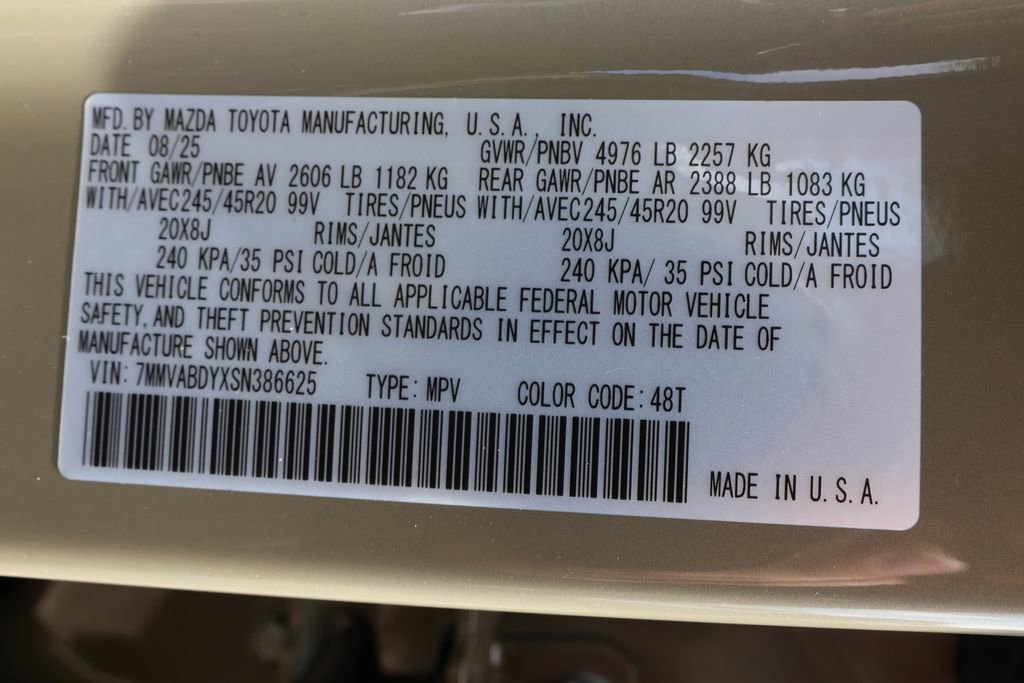 MFD. BY MAZDA TOYOTA MANUFACTURING, U.S.A., INC.
DATE 08/25 GVWR/PNBV 4976 LB 2257 KG
FRONT GAWR/PNBE AV 2606 LB 1182 KG REAR GAWR/PNBE AR 2388 LB 1083 KG
WITH/AVEC245/45R20 99V TIRES/PNEUS WITH/AVEC245/45R20 99V TIRES/PNEUS
20X8J RIMS/JANTES 20X8J RIMS/JANTES
240 KPA/35 PSI COLD/A FROID 240 KPA/ 35 PSI COLD/A FROID
THIS VEHICLE CONFORMS TO ALL APPLICABLE FEDERAL MOTOR VEHICLE
SAFETY, AND THEFT PREVENTION STANDARDS IN EFFECT ON THE DATE OF
MANUFACTURE SHOWN ABOVE.
VIN: 7MMVABDYXSN386625 TYPE: MPV COLOR CODE: 48T
MADE IN U.S.A.